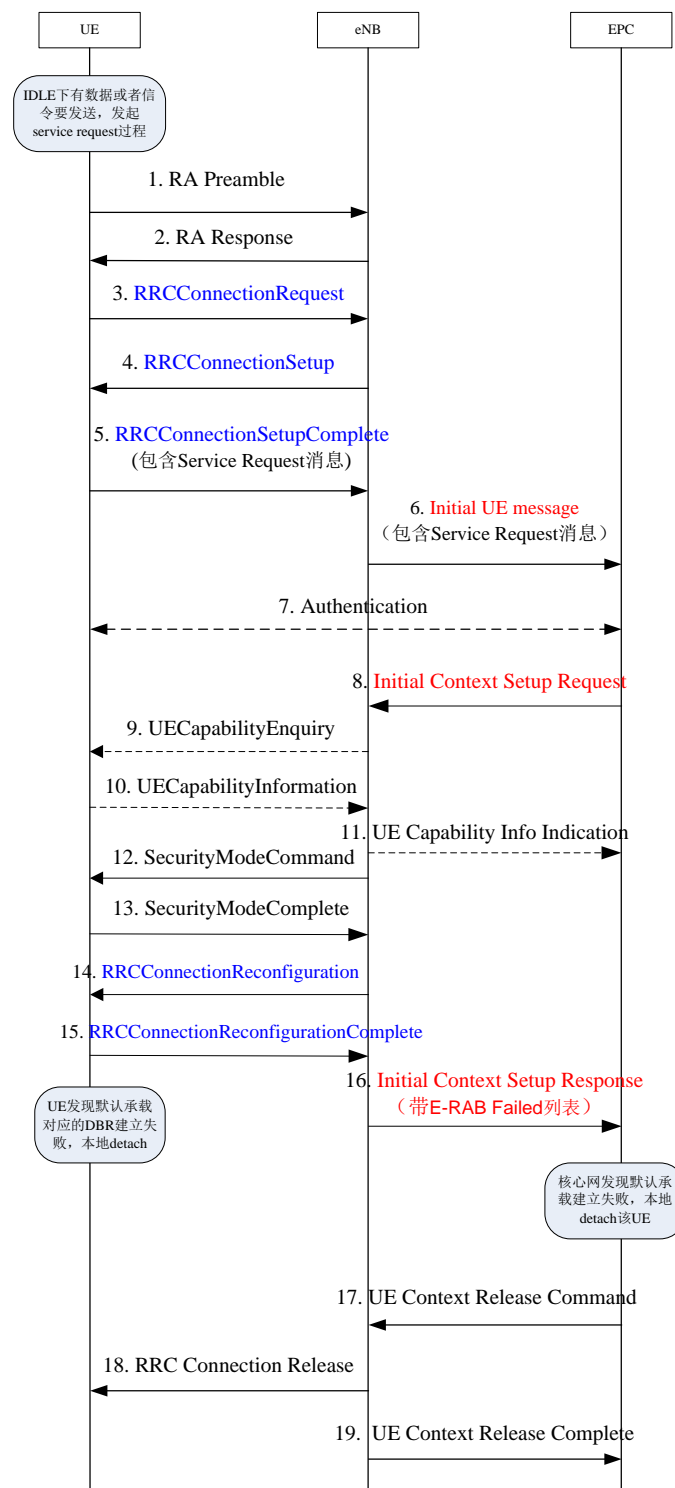 UE
eNB
EPC
IDLE下有数据或者信
令要发送，发起
service request过程
1. RA Preamble
2. RA Response
3. RRCConnectionRequest
4. RRCConnectionSetup
5. RRCConnectionSetupComplete
(包含Service Request消息)
6. Initial UE message
（包含Service Request消息）
7. Authentication
8. Initial Context Setup Request
9. UECapabilityEnquiry
10. UECapabilityInformation
11. UE Capability Info Indication
12. SecurityModeCommand
13. SecurityModeComplete
14. RRCConnectionReconfiguration
15. RRCConnectionReconfigurationComplete
16. Initial Context Setup Response
（带E-RAB Failed列表）
UE发现默认承载
对应的DBR建立失
败，本地detach
核心网发现默认承
载建立失败，本地
detach该UE
17. UE Context Release Command
18. RRC Connection Release
19. UE Context Release Complete